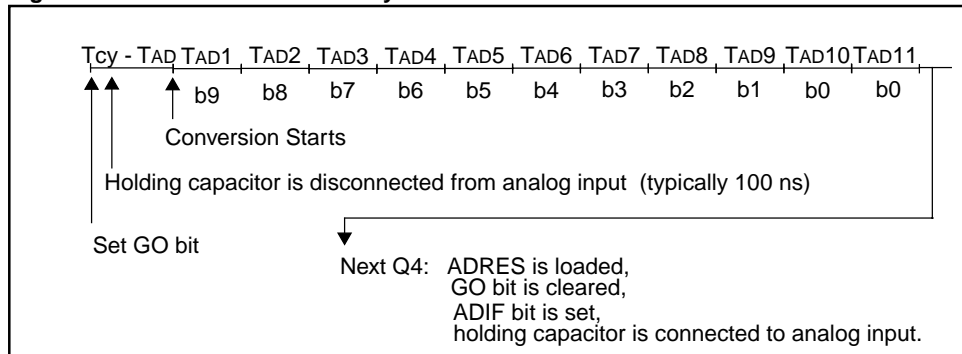 Tcy - TAD TAD1 TAD2 TAD3 TAD4 TAD5 TAD6 TAD7 TAD8 TAD9 TAD10 TAD11
b9 b8 b7 b6 b5 b4 b3 b2 b1 b0 b0
Conversion Starts
Holding capacitor is disconnected from analog input (typically 100 ns)
Set GO bit
Next Q4: ADRES is loaded,
GO bit is cleared,
ADIF bit is set,
holding capacitor is connected to analog input.